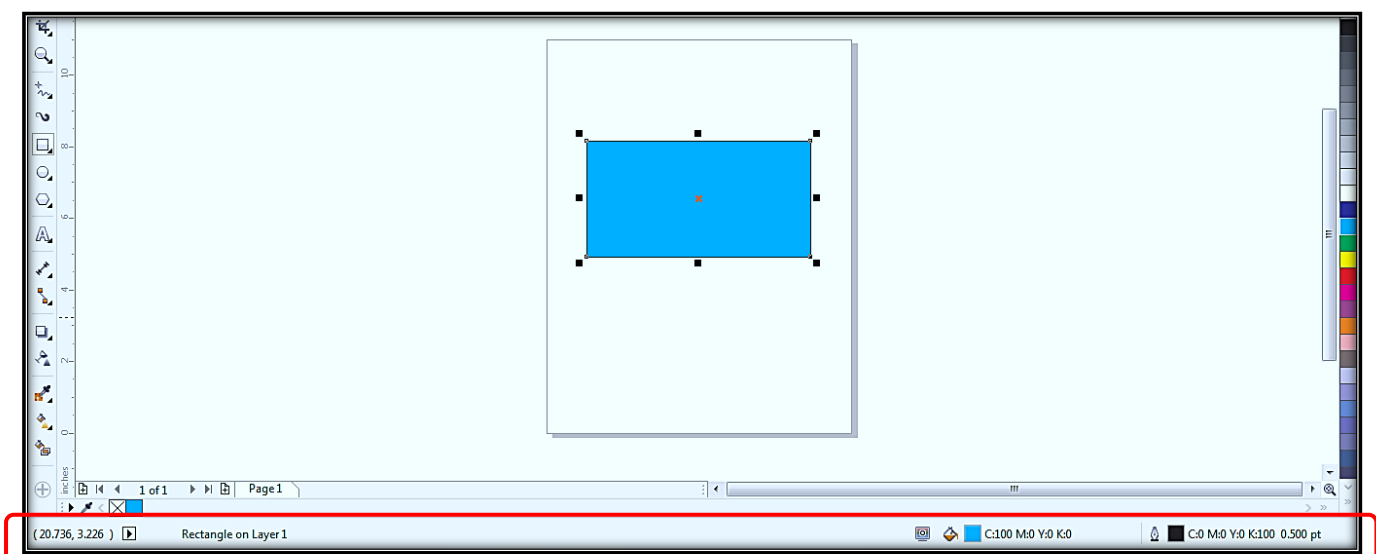 10
8
6
4
2
0
inches
1 of 1
Page 1
( 20.736, 3.226 )
Rectangle on Layer 1
C:100 M:0 Y:0 K:0
C:0 M:0 Y:0 K:100 0.500 pt